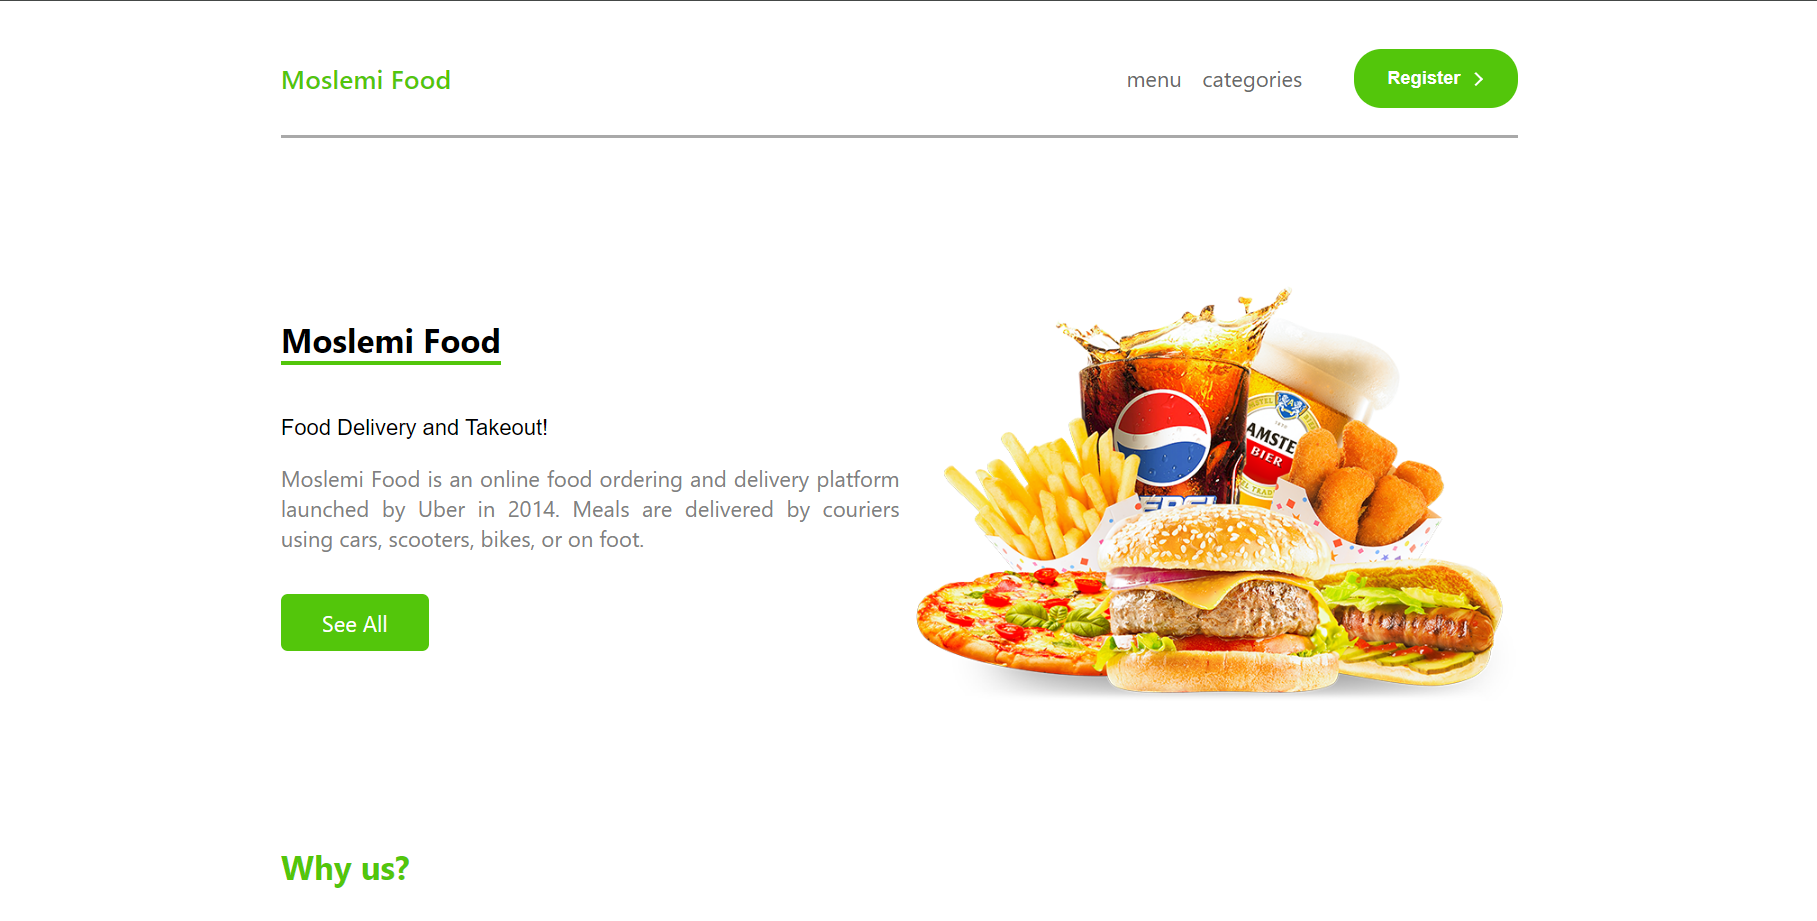 Moslemi Food
menu categories Register
Moslemi Food
Food Delivery and Takeout!
Moslemi Food is an online food ordering and delivery platform
launched by Uber in 2014. Meals are delivered by couriers
using cars, scooters, bikes, or on foot.
See All
AMSTE
BIER
Why us?